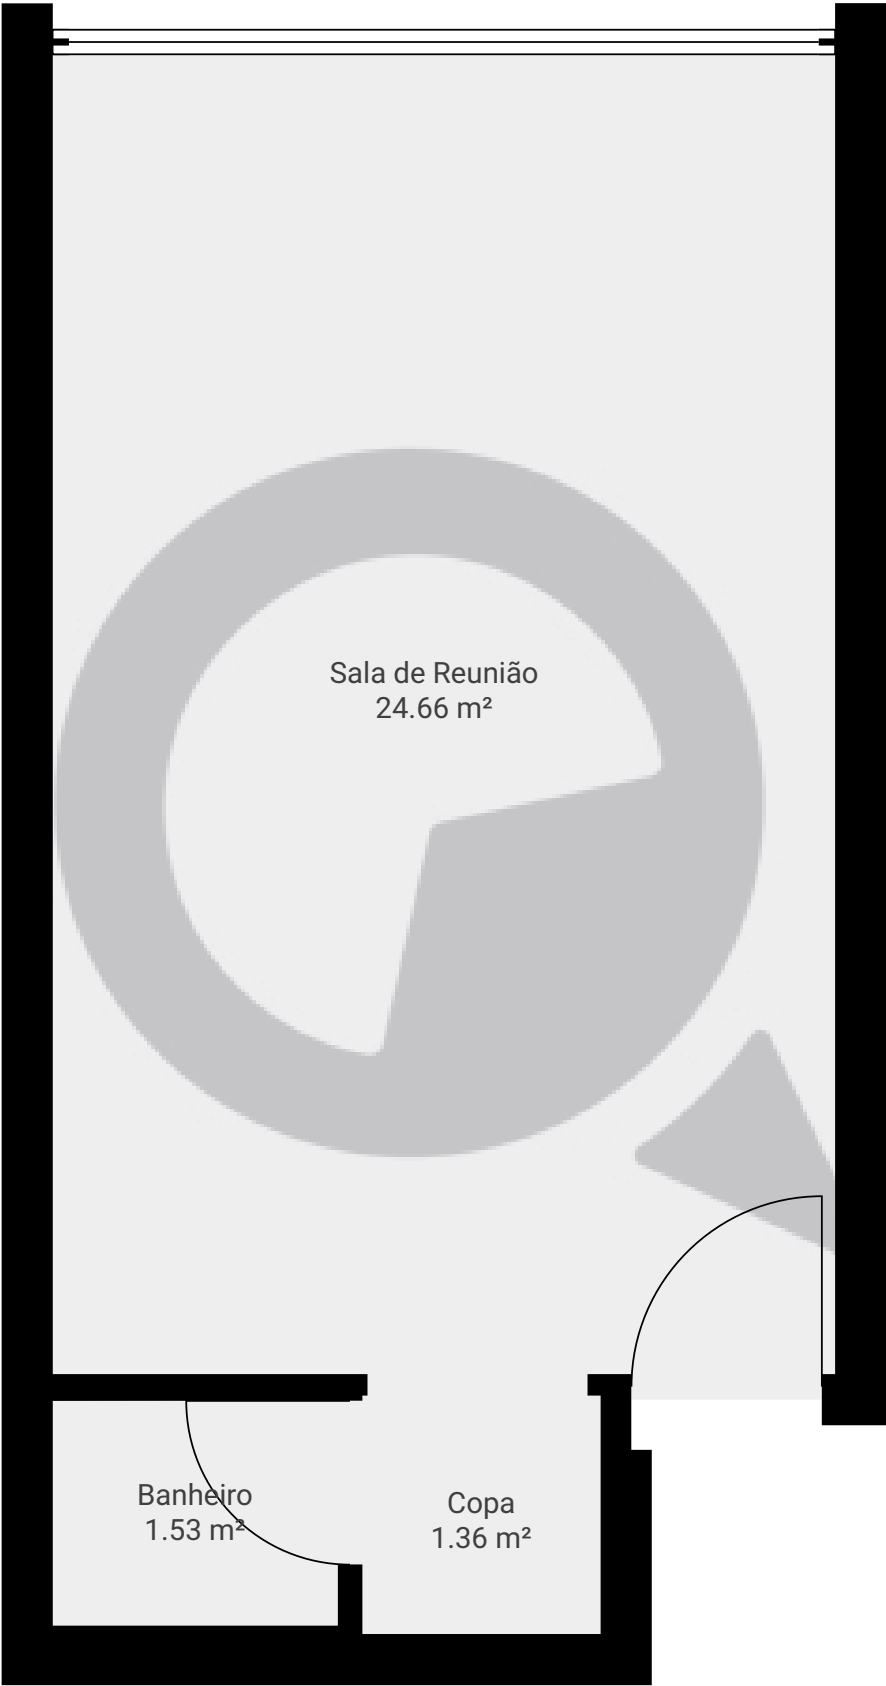 Sala de Reunião
24.66 m²
Banheiro
1.53 m²
Copa
1.36 m²